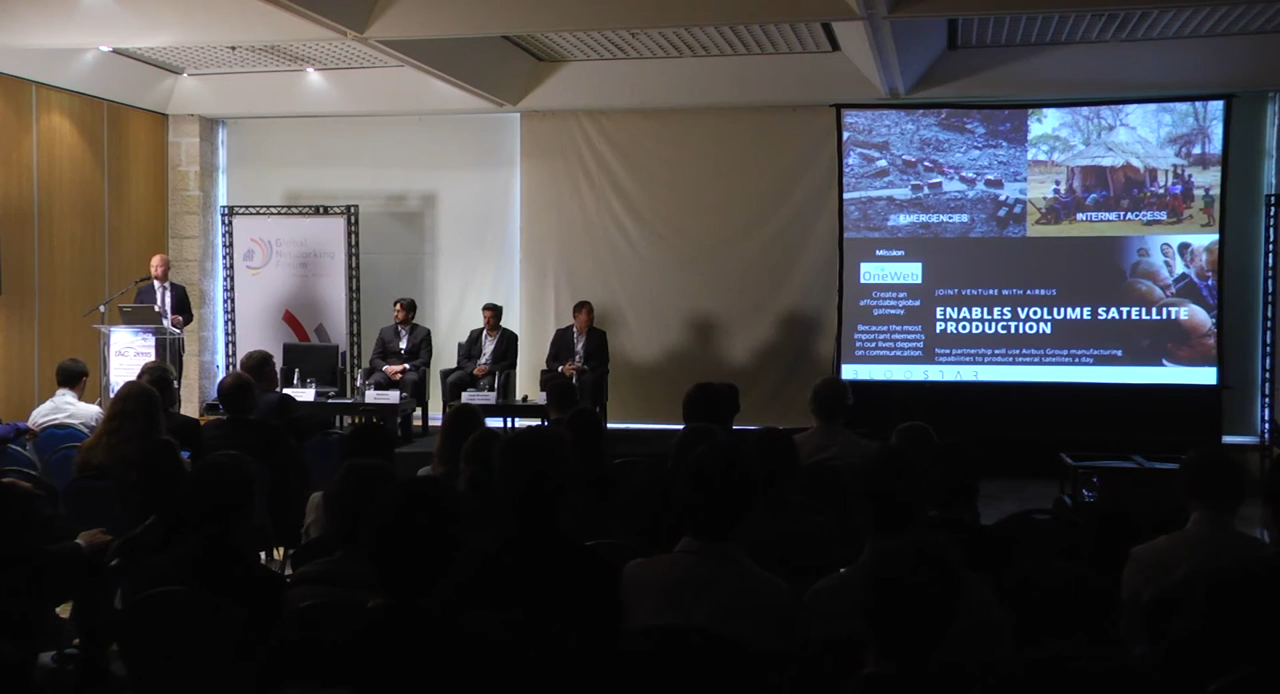 Global
Networking
Forum
IAC 2015
EMERGENCIES
INTERNET ACCESS
Mission
OneWeb
Create an
affordable global
gateway.
Because the most
important elements
in our lives depend
on communication.
JOINT VENTURE WITH AIRBUS
ENABLES VOLUME SATELLITE
PRODUCTION
New partnership will use Airbus Group manufacturing
capabilities to produce several satellites a day.
BLOOSTAR